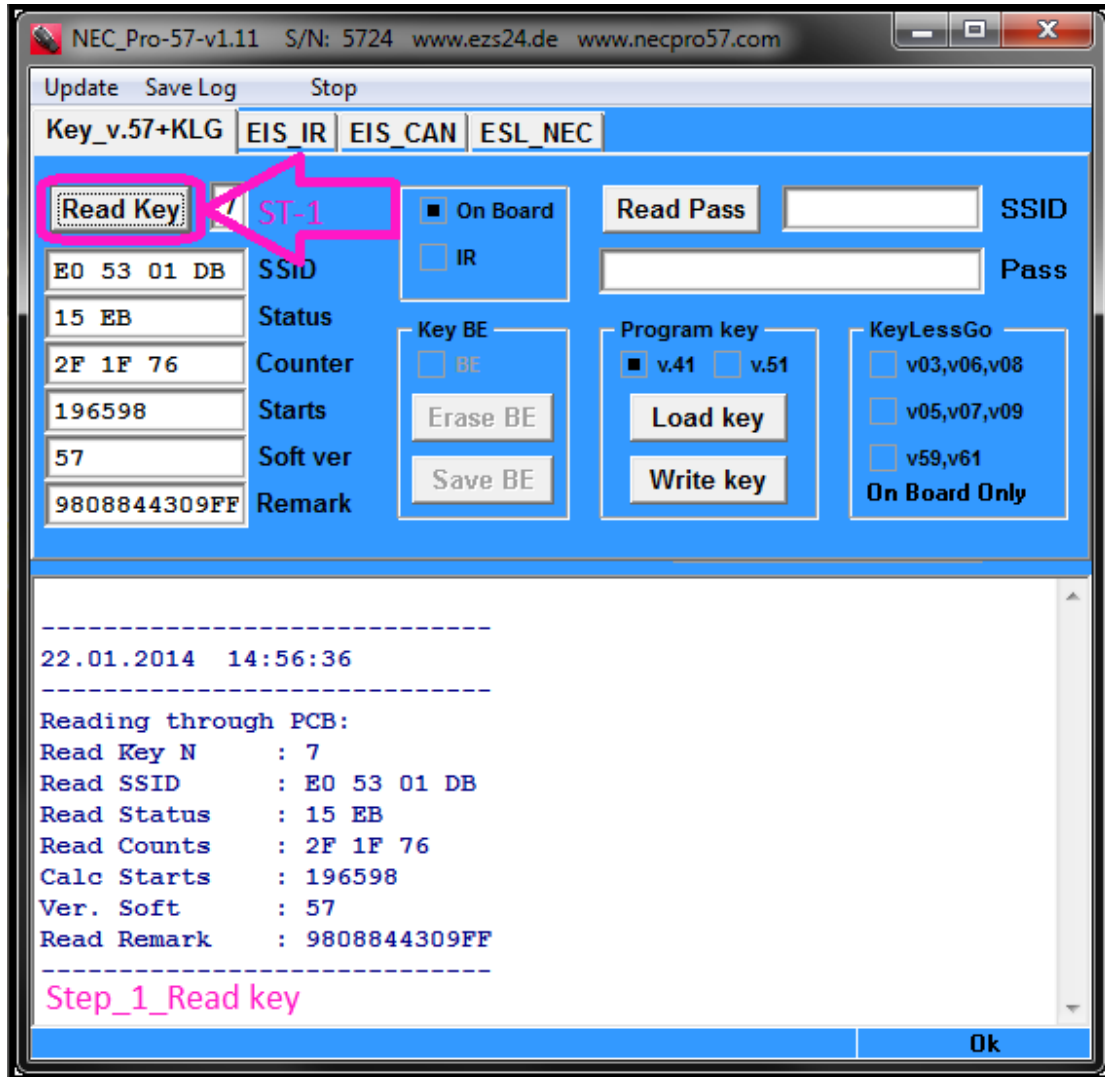 NEC_Pro-57-v1.11 S/N: 5724 www.ezs24.de www.necpro57.com
Update Save Log Stop
Key_v.57+KLG EIS_IR EIS_CAN ESL_NEC
Read Key 7 ST-1 On Board Read Pass SSID
E0 53 01 DB SSID IR Pass
15 EB Status
Key BE Program key KeyLessGo
2F 1F 76 Counter BE v.41 v.51 v03,v06,v08
196598 Starts Erase BE Load key v05,v07,v09
57 Soft ver v59,v61
Save BE Write key On Board Only
9808844309FF Remark
------------------------------
22.01.2014 14:56:36
------------------------------
Reading through PCB:
Read Key N : 7
Read SSID : E0 53 01 DB
Read Status : 15 EB
Read Counts : 2F 1F 76
Calc Starts : 196598
Ver. Soft : 57
Read Remark : 9808844309FF
------------------------------
Step_1_Read key
Ok